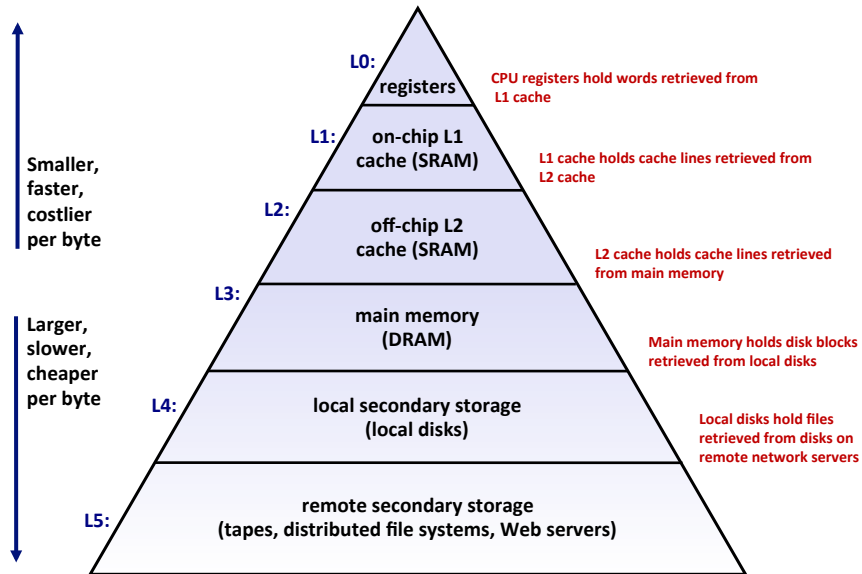 L0:
registers
CPU registers hold words retrieved from
L1 cache
L1:
on-chip L1
cache (SRAM)
L1 cache holds cache lines retrieved from
L2 cache
Smaller,
faster,
costlier
per byte
L2:
off-chip L2
cache (SRAM)
L2 cache holds cache lines retrieved
from main memory
L3:
main memory
(DRAM)
Main memory holds disk blocks
retrieved from local disks
Larger,
slower,
cheaper
per byte
L4:
local secondary storage
(local disks)
Local disks hold files
retrieved from disks on
remote network servers
L5:
remote secondary storage
(tapes, distributed file systems, Web servers)